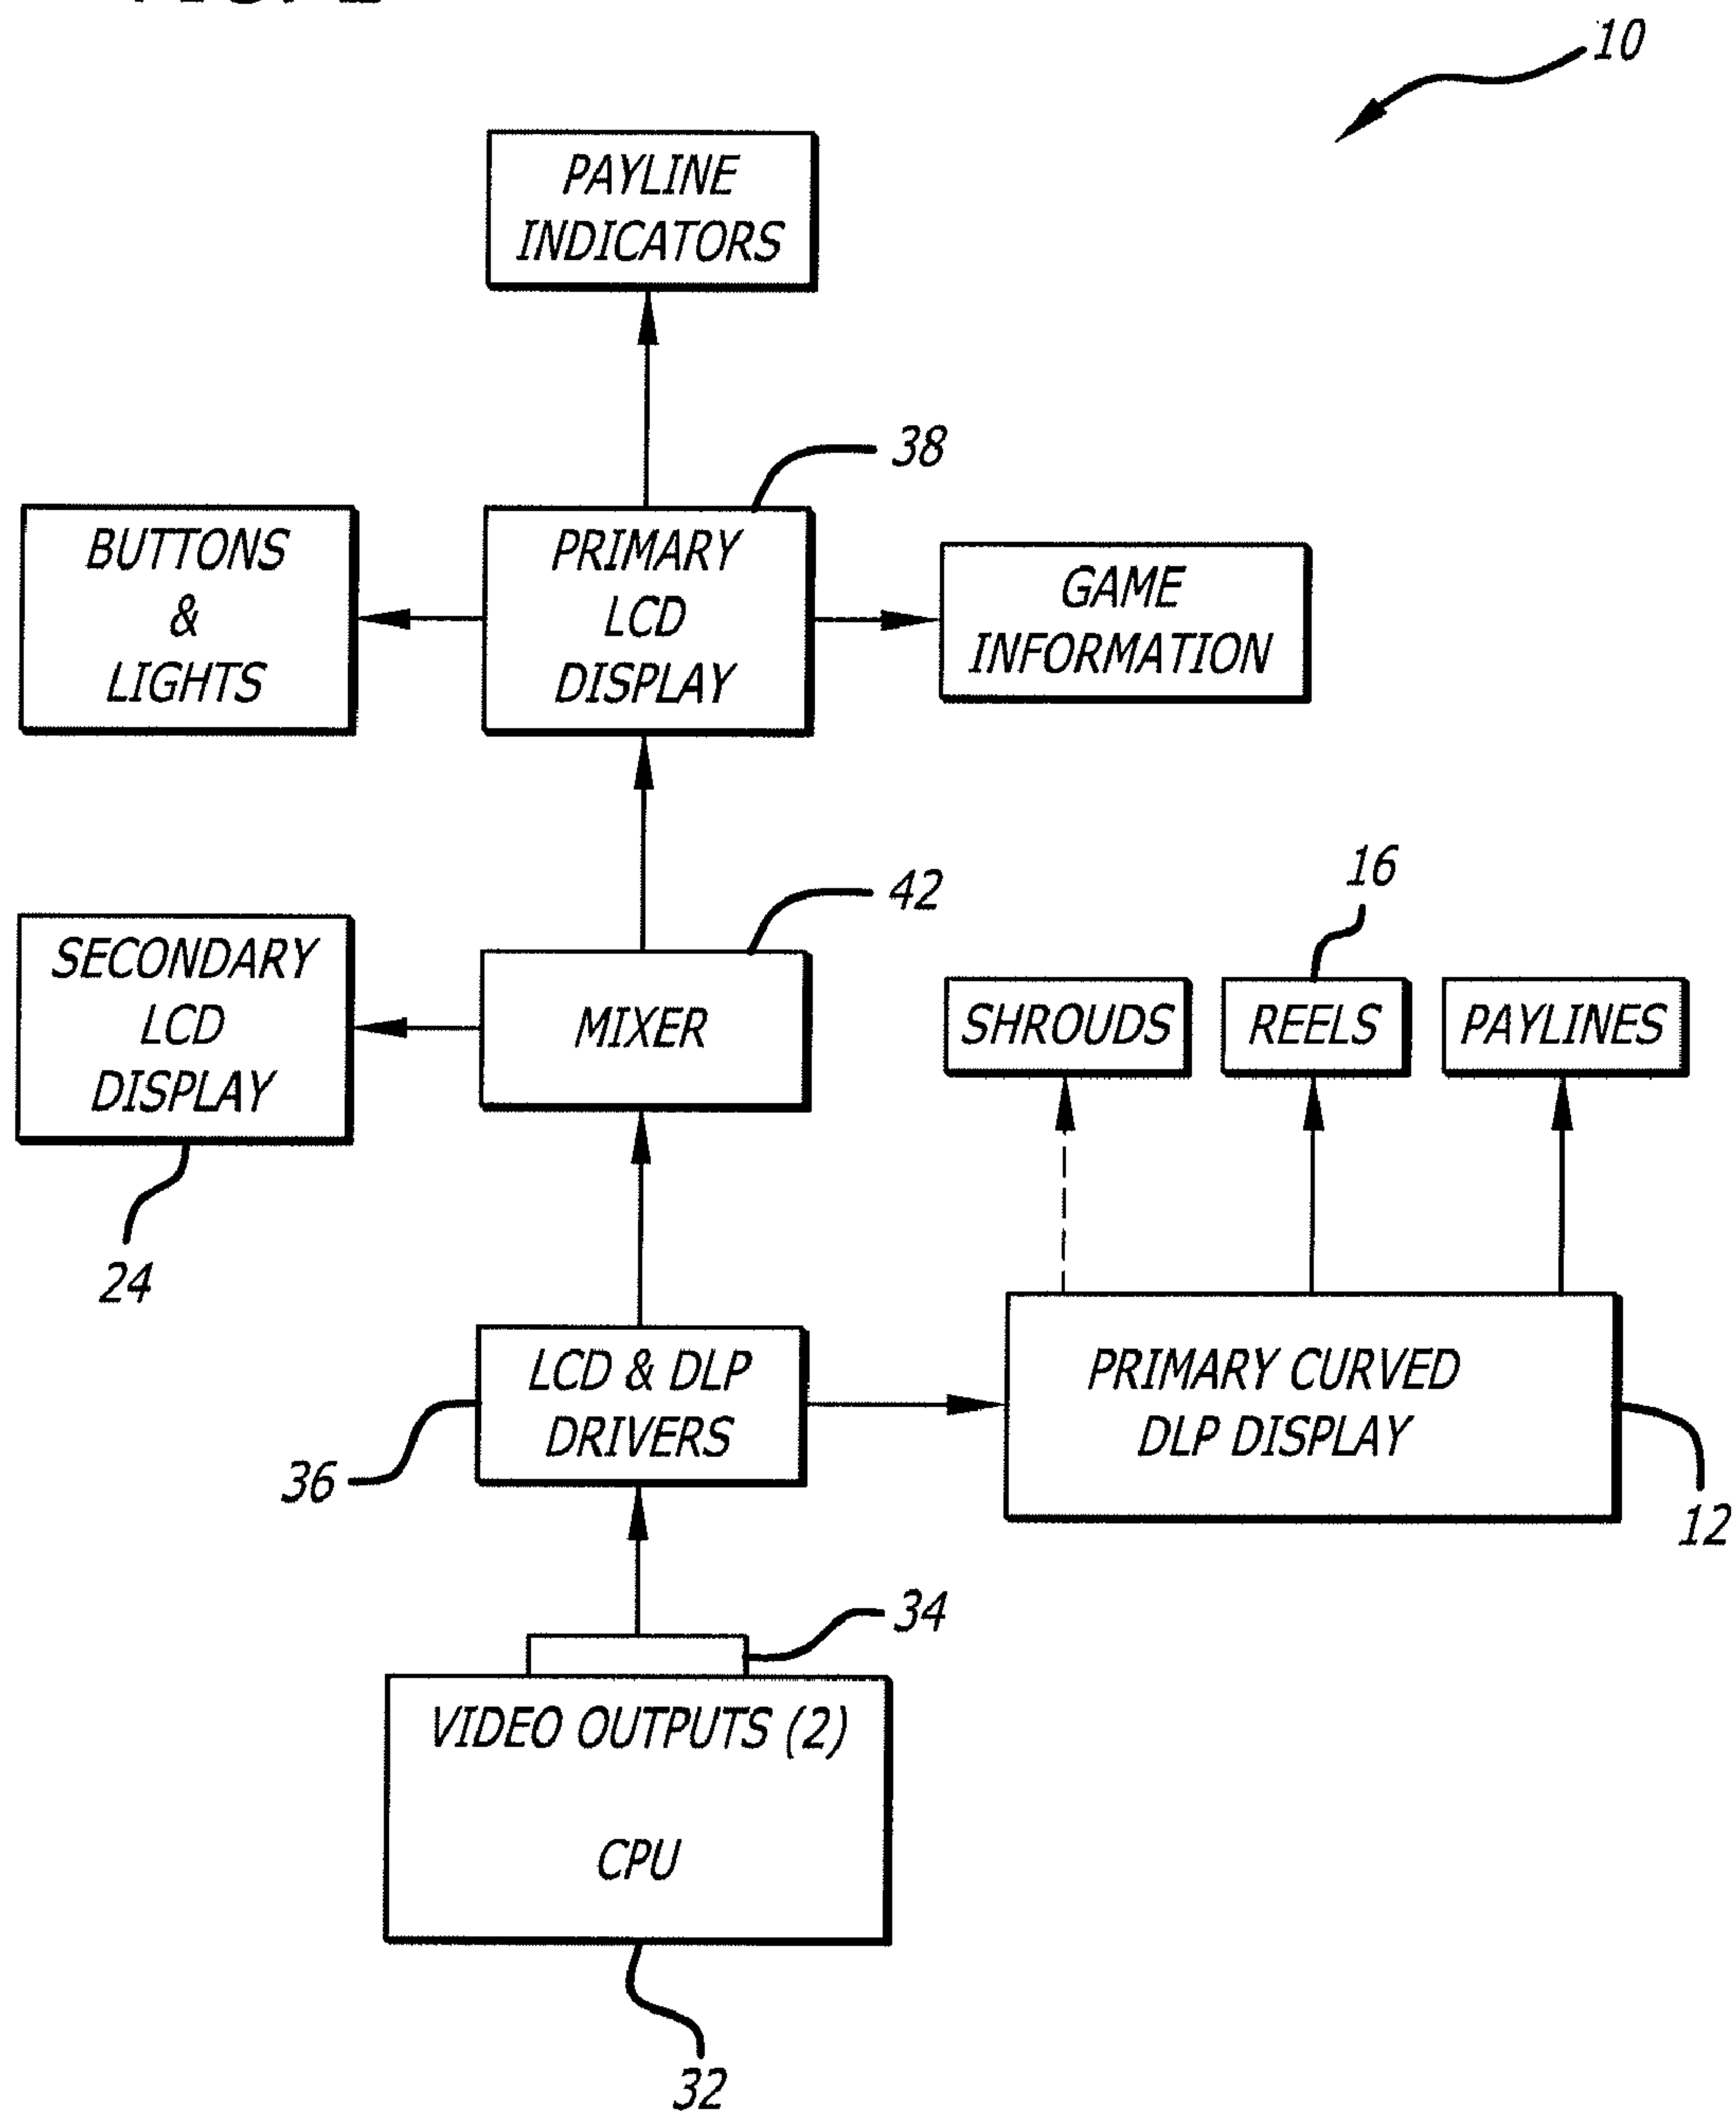 10
PAYLINE
INDICATORS
38
BUTTONS
&
LIGHTS
PRIMARY
LCD
DISPLAY
GAME
INFORMATION
16
42
SECONDARY
LCD
DISPLAY
MIXER
SHROUDS
REELS
PAYLINES
24
LCD & DLP
DRIVERS
PRIMARY CURVED
DLP DISPLAY
36
12
34
VIDEO OUTPUTS (2)
CPU
32